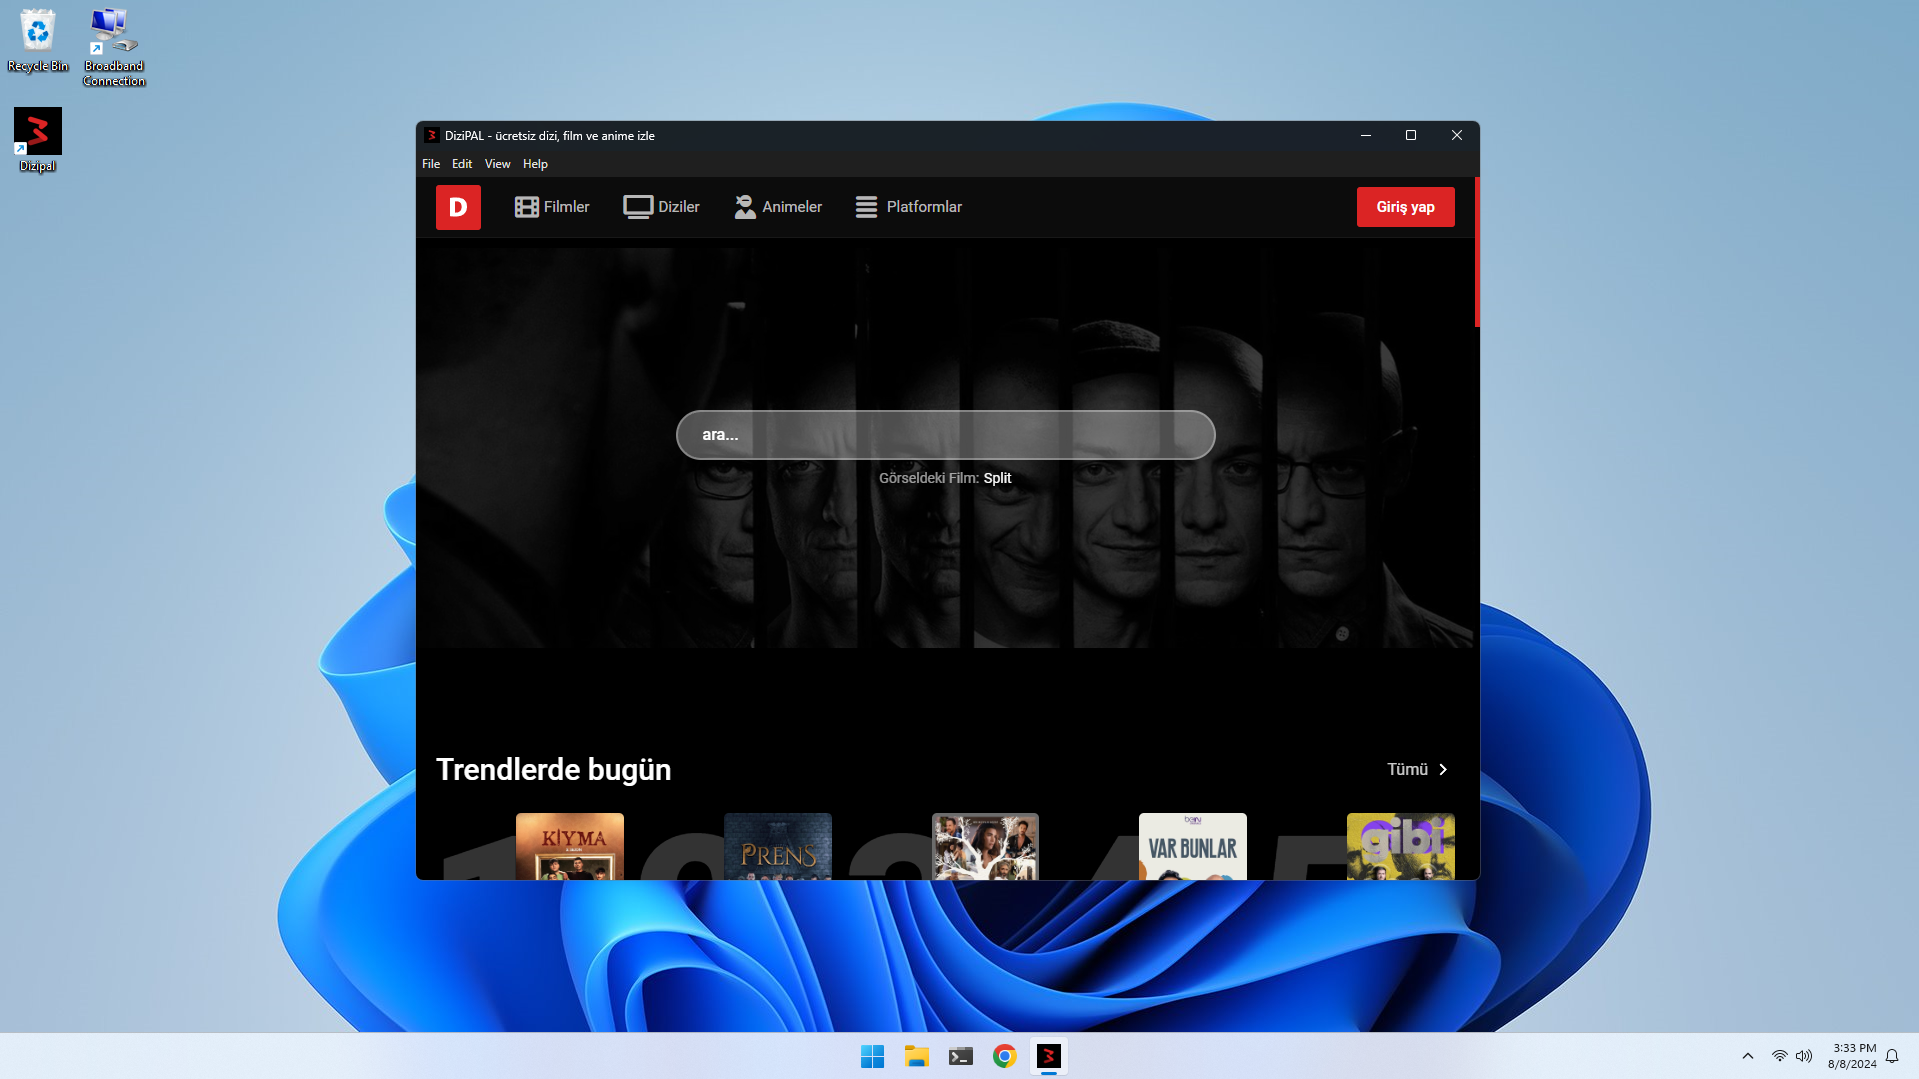 Recycle Bin
Broadband
Connection
Dizipal
DiziPAL - ücretsiz dizi, film ve anime izle
File Edit View Help
D Filmler Diziler Animeler Platformlar Giriş yap
ara...
Görseldeki Film: Split
Trendlerde bugün
Tümü
KIYMA
PRENS
beIN
VAR BUNLAR
gibi
3:33 PM
8/8/2024